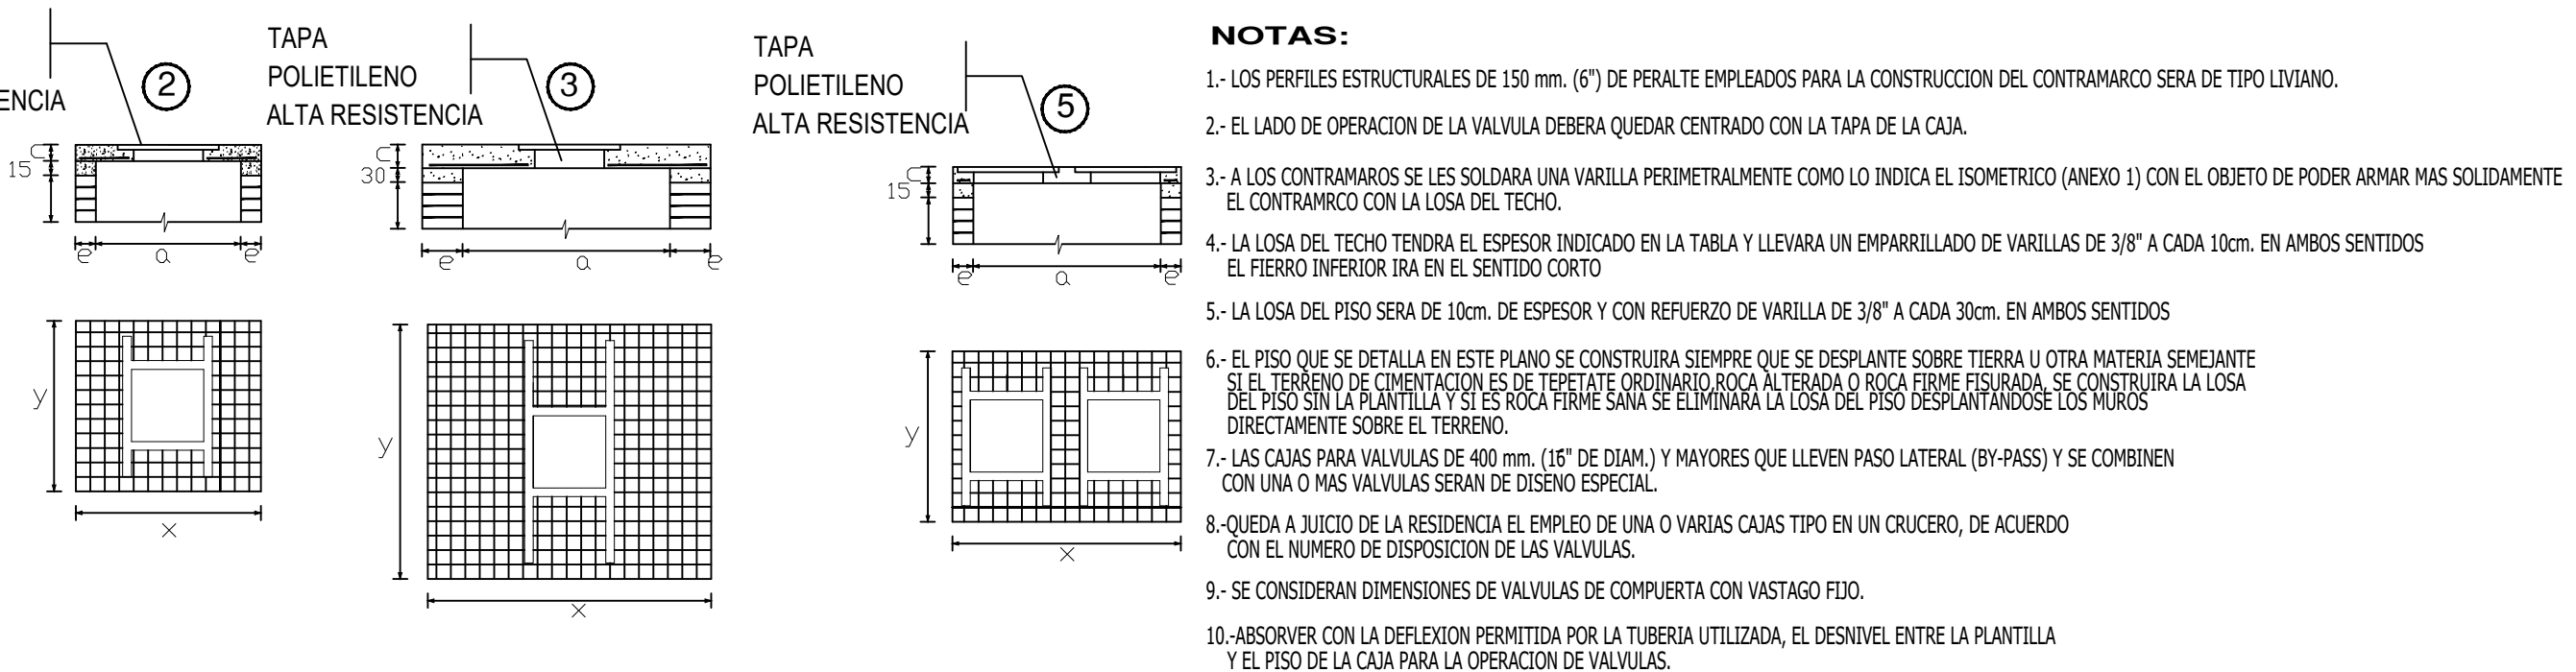 ENCIA
2
15
c
e
a
e
y
x
TAPA
POLIETILENO
ALTA RESISTENCIA
3
c
30
e
a
e
y
x
TAPA
POLIETILENO
ALTA RESISTENCIA
5
c
15
e
a
e
y
x
NOTAS:
1.- LOS PERFILES ESTRUCTURALES DE 150 mm. (6") DE PERALTE EMPLEADOS PARA LA CONSTRUCCION DEL CONTRAMARCO SERA DE TIPO LIVIANO.
2.- EL LADO DE OPERACION DE LA VALVULA DEBERA QUEDAR CENTRADO CON LA TAPA DE LA CAJA.
3.- A LOS CONTRAMAROS SE LES SOLDARA UNA VARILLA PERIMETRALMENTE COMO LO INDICA EL ISOMETRICO (ANEXO 1) CON EL OBJETO DE PODER ARMAR MAS SOLIDAMENTE
EL CONTRAMRCO CON LA LOSA DEL TECHO.
4.- LA LOSA DEL TECHO TENDRA EL ESPESOR INDICADO EN LA TABLA Y LLEVARA UN EMPARRILLADO DE VARILLAS DE 3/8" A CADA 10cm. EN AMBOS SENTIDOS
EL FIERRO INFERIOR IRA EN EL SENTIDO CORTO
5.- LA LOSA DEL PISO SERA DE 10cm. DE ESPESOR Y CON REFUERZO DE VARILLA DE 3/8" A CADA 30cm. EN AMBOS SENTIDOS
6.- EL PISO QUE SE DETALLA EN ESTE PLANO SE CONSTRUIRA SIEMPRE QUE SE DESPLANTE SOBRE TIERRA U OTRA MATERIA SEMEJANTE
SI EL TERRENO DE CIMENTACION ES DE TEPETATE ORDINARIO,ROCA ALTERADA O ROCA FIRME FISURADA, SE CONSTRUIRA LA LOSA
DEL PISO SIN LA PLANTILLA Y SI ES ROCA FIRME SANA SE ELIMINARA LA LOSA DEL PISO DESPLANTANDOSE LOS MUROS
DIRECTAMENTE SOBRE EL TERRENO.
7.- LAS CAJAS PARA VALVULAS DE 400 mm. (16" DE DIAM.) Y MAYORES QUE LLEVEN PASO LATERAL (BY-PASS) Y SE COMBINEN
CON UNA O MAS VALVULAS SERAN DE DISENO ESPECIAL.
8.-QUEDA A JUICIO DE LA RESIDENCIA EL EMPLEO DE UNA O VARIAS CAJAS TIPO EN UN CRUCERO, DE ACUERDO
CON EL NUMERO DE DISPOSICION DE LAS VALVULAS.
9.- SE CONSIDERAN DIMENSIONES DE VALVULAS DE COMPUERTA CON VASTAGO FIJO.
10.-ABSORVER CON LA DEFLEXION PERMITIDA POR LA TUBERIA UTILIZADA, EL DESNIVEL ENTRE LA PLANTILLA
Y EL PISO DE LA CAJA PARA LA OPERACION DE VALVULAS.